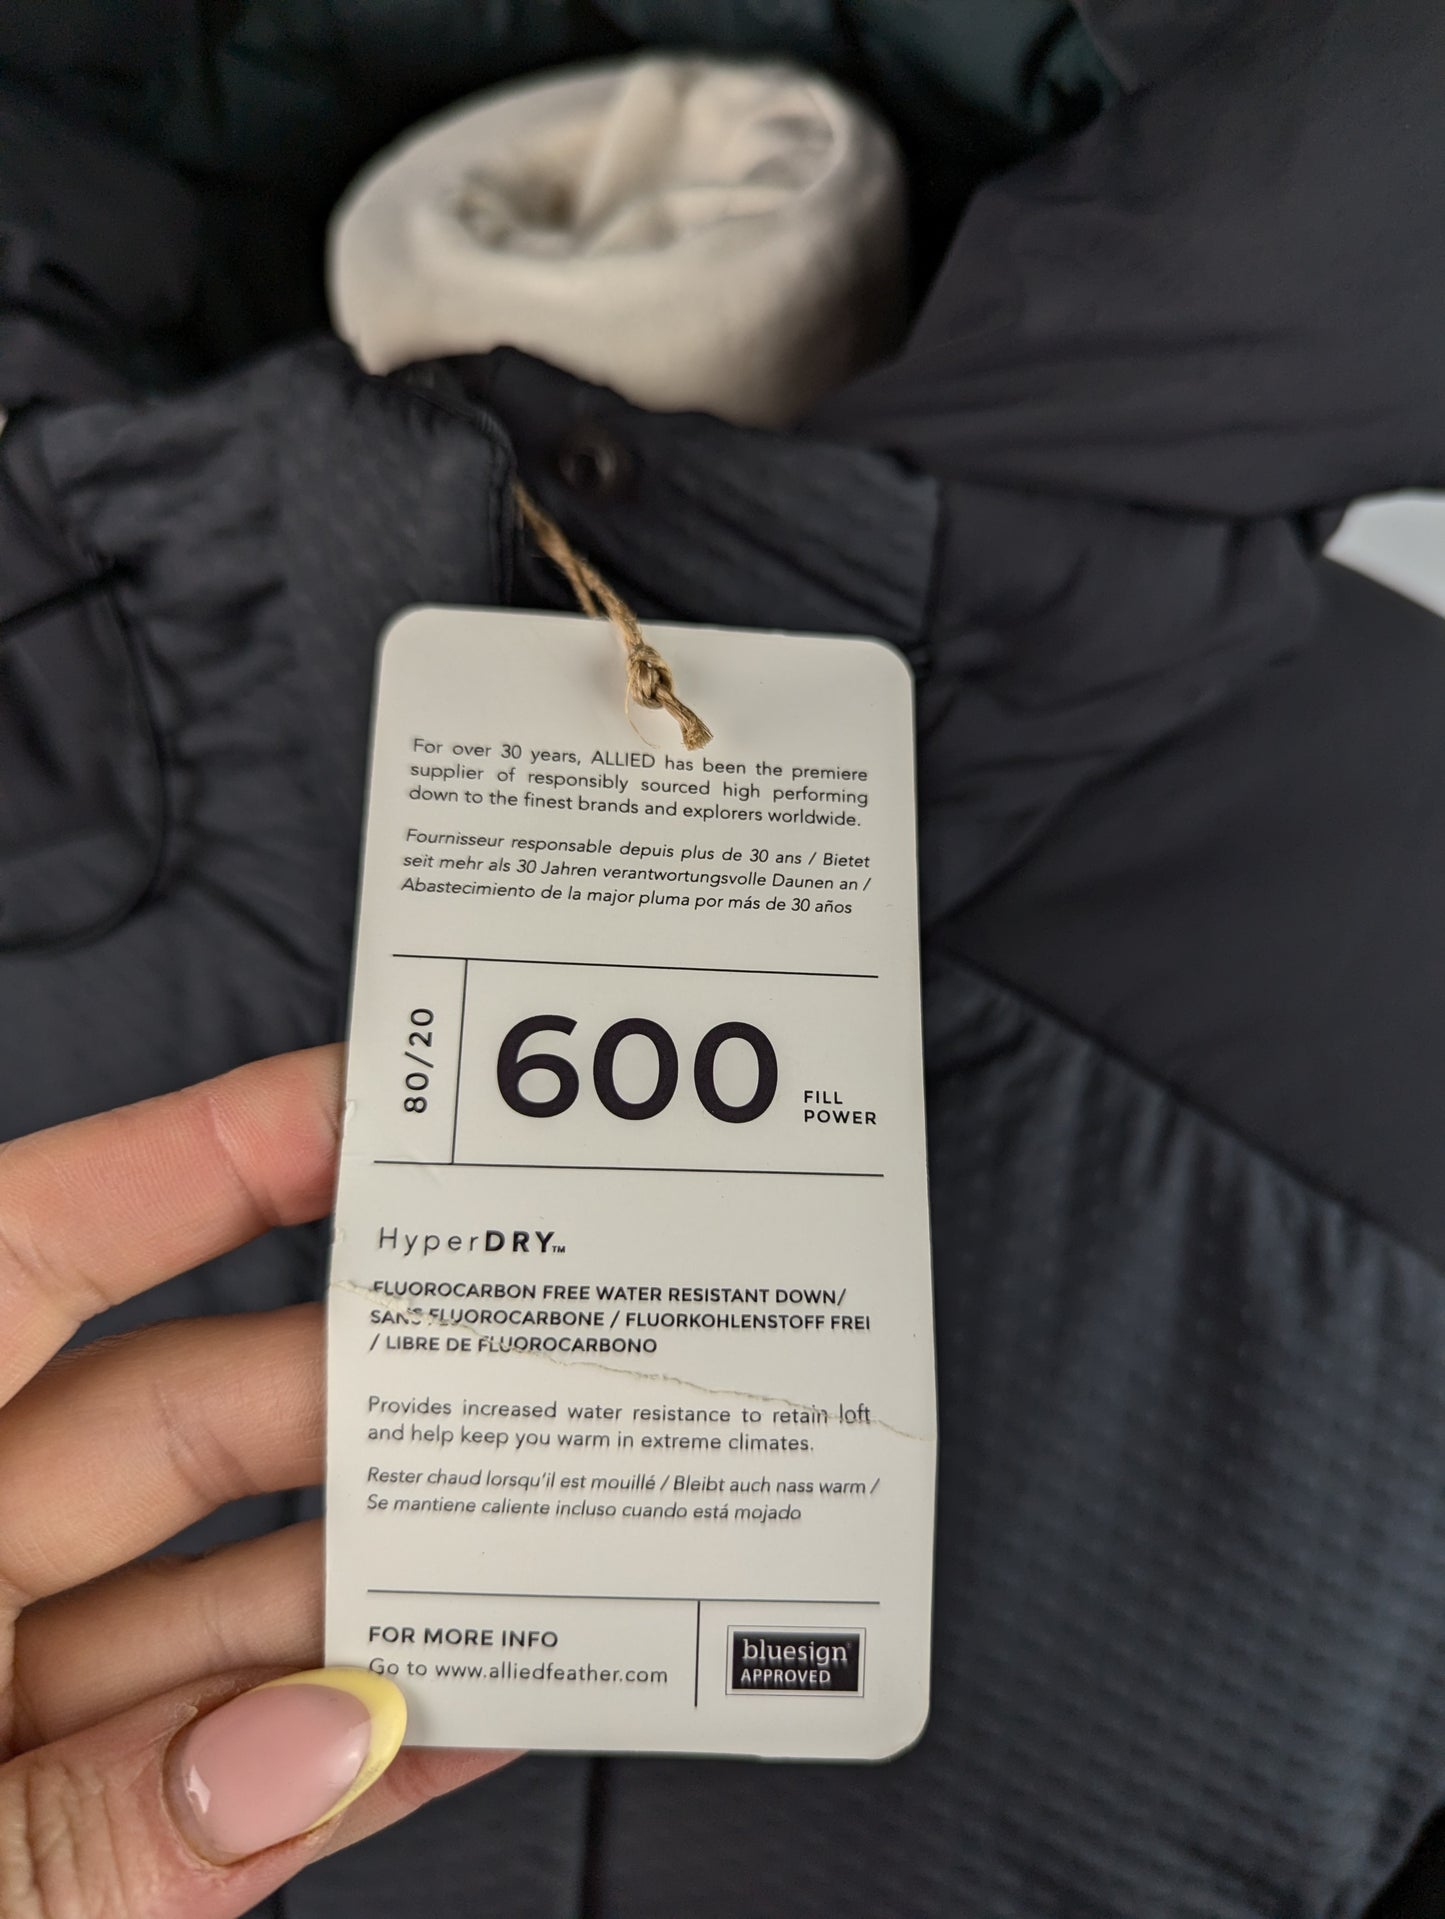 For over 30 years, ALLIED has been the premiere
supplier of responsibly sourced high performing
down to the finest brands and explorers worldwide.
Fournisseur responsable depuis plus de 30 ans / Bietet
seit mehr als 30 Jahren verantwortungsvolle Daunen an /
Abastecimiento de la major pluma por más de 30 años
80/20
600
FILL
POWER
HyperDRY™
FLUOROCARBON FREE WATER RESISTANT DOWN/
SANS FLUOROCARBONE / FLUORKOHLENSTOFF FREI
/ LIBRE DE FLUOROCARBONO
Provides increased water resistance to retain loft
and help keep you warm in extreme climates.
Rester chaud lorsqu'il est mouillé / Bleibt auch nass warm /
Se mantiene caliente incluso cuando está mojado
FOR MORE INFO
Go to www.alliedfeather.com
bluesign®
APPROVED